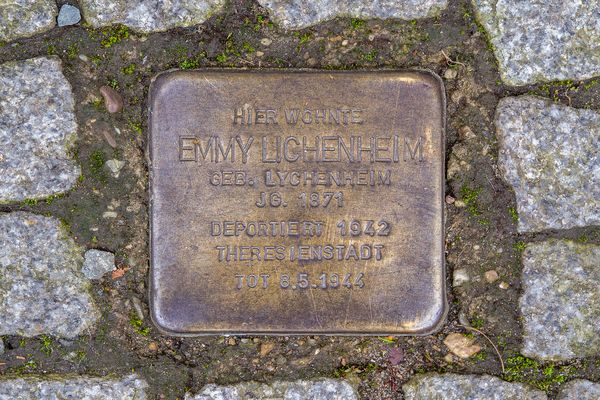 HIER WOHNTE
EMMY LICHENHEIM
GEB. LYCHENHEIM
JG. 1871
DEPORTIERT 1942
THERESIENSTADT
TOT 8.5.1944